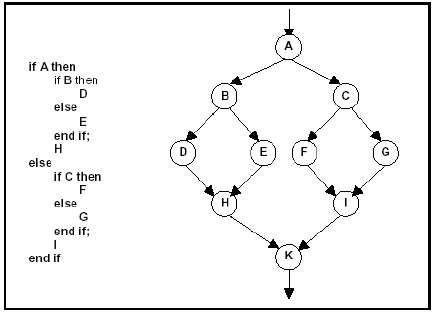 if A then
if B then
D
else
E
end if;
H
else
if C then
F
else
G
end if;
I
end if
A
B
C
D
E
F
G
H
I
K